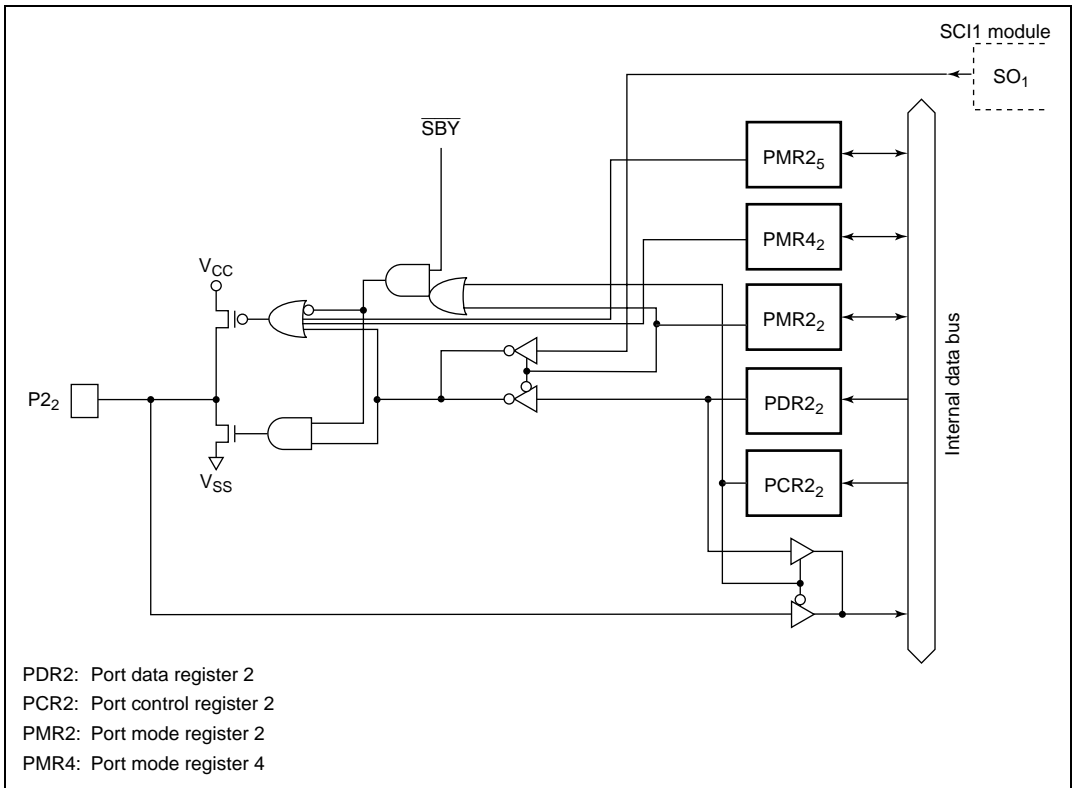 SCI1 module
SO1
SBY
PMR25
PMR42
VCC
PMR22
P22
PDR22
Internal data bus
PCR22
VSS
PDR2: Port data register 2
PCR2: Port control register 2
PMR2: Port mode register 2
PMR4: Port mode register 4